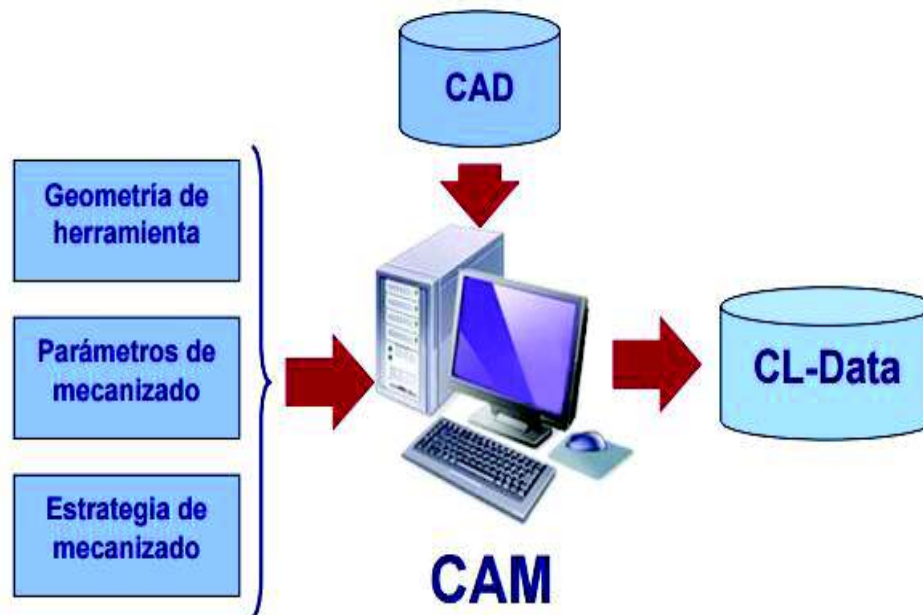 CAD
Geometría de
herramienta
Parámetros de
mecanizado
Estrategia de
mecanizado
CL-Data
CAM